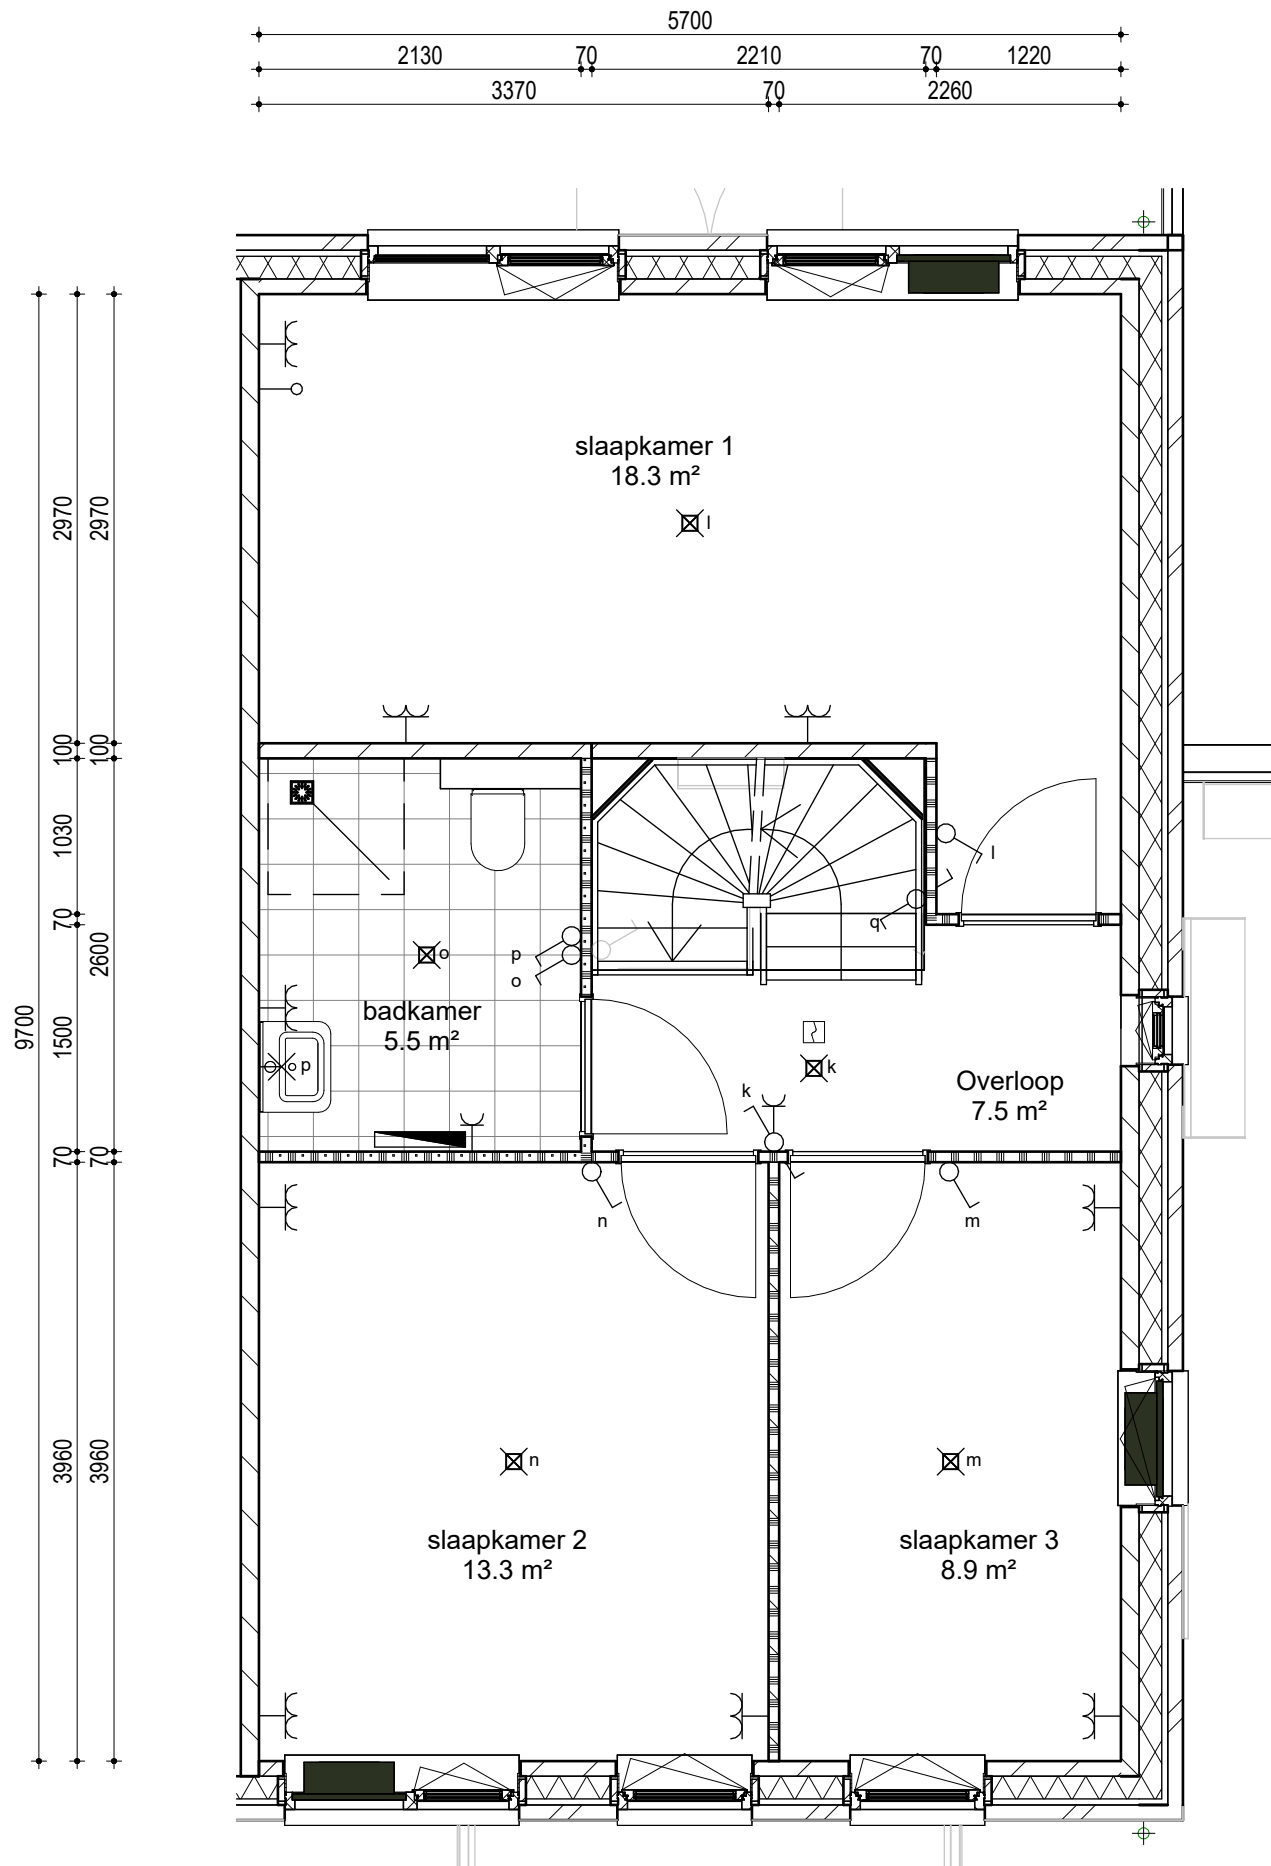 5700
2130 70 2210 70 1220
3370 70 2260
slaapkamer 1
18.3 m²
l
2970 2970
100 100
1030
l
70
q
2600
p
o
o
badkamer
5.5 m²
9700
1500
p
k
k
Overloop
7.5 m²
70 70
n
m
3960 3960
n
m
slaapkamer 2
13.3 m²
slaapkamer 3
8.9 m²